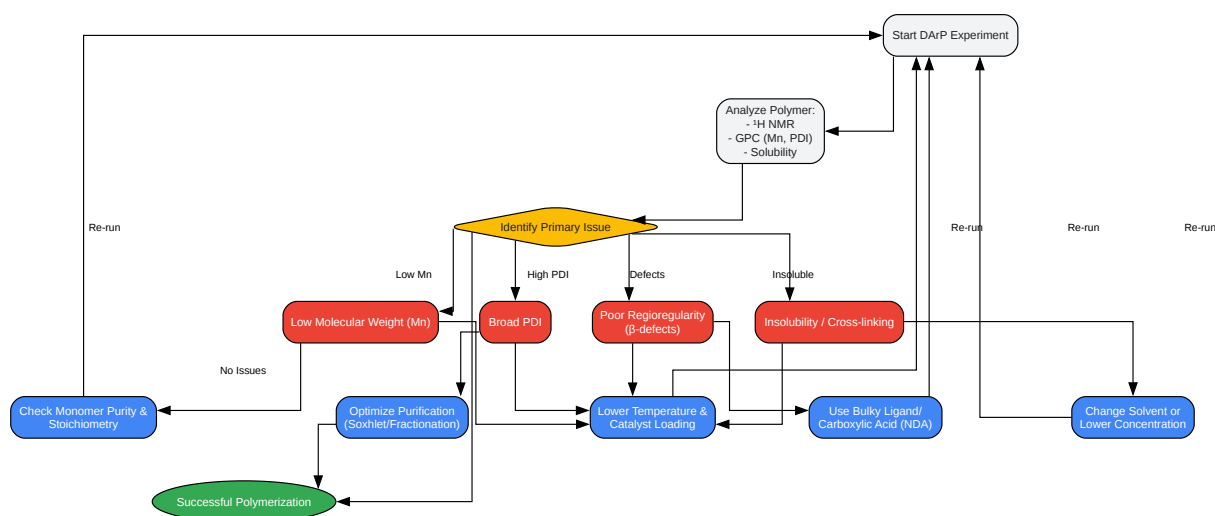 Start DArP Experiment
Analyze Polymer:
- ¹H NMR
- GPC (Mn, PDI)
- Solubility
Re-run
Identify Primary Issue
Re-run
Re-run
Re-run
Low Mn
High PDI
Defects
Insoluble
Low Molecular Weight (Mn)
Broad PDI
Poor Regioregularity
(β-defects)
Insolubility / Cross-linking
No Issues
Check Monomer Purity &
Stoichiometry
Optimize Purification
(Soxhlet/Fractionation)
Lower Temperature &
Catalyst Loading
Use Bulky Ligand/
Carboxylic Acid (NDA)
Change Solvent or
Lower Concentration
Successful Polymerization